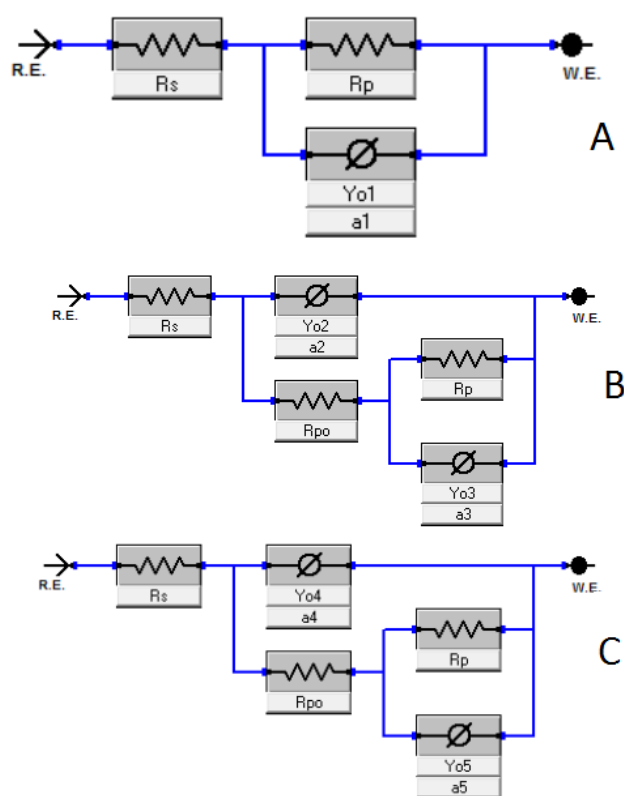 Rs
Rp
R.E.
W.E.
Yo1
a1
A
Rs
Yo2
a2
R.E.
W.E.
Rp
Rpo
B
Yo3
a3
Rs
Yo4
a4
R.E.
W.E.
Rp
Rpo
C
Yo5
a5